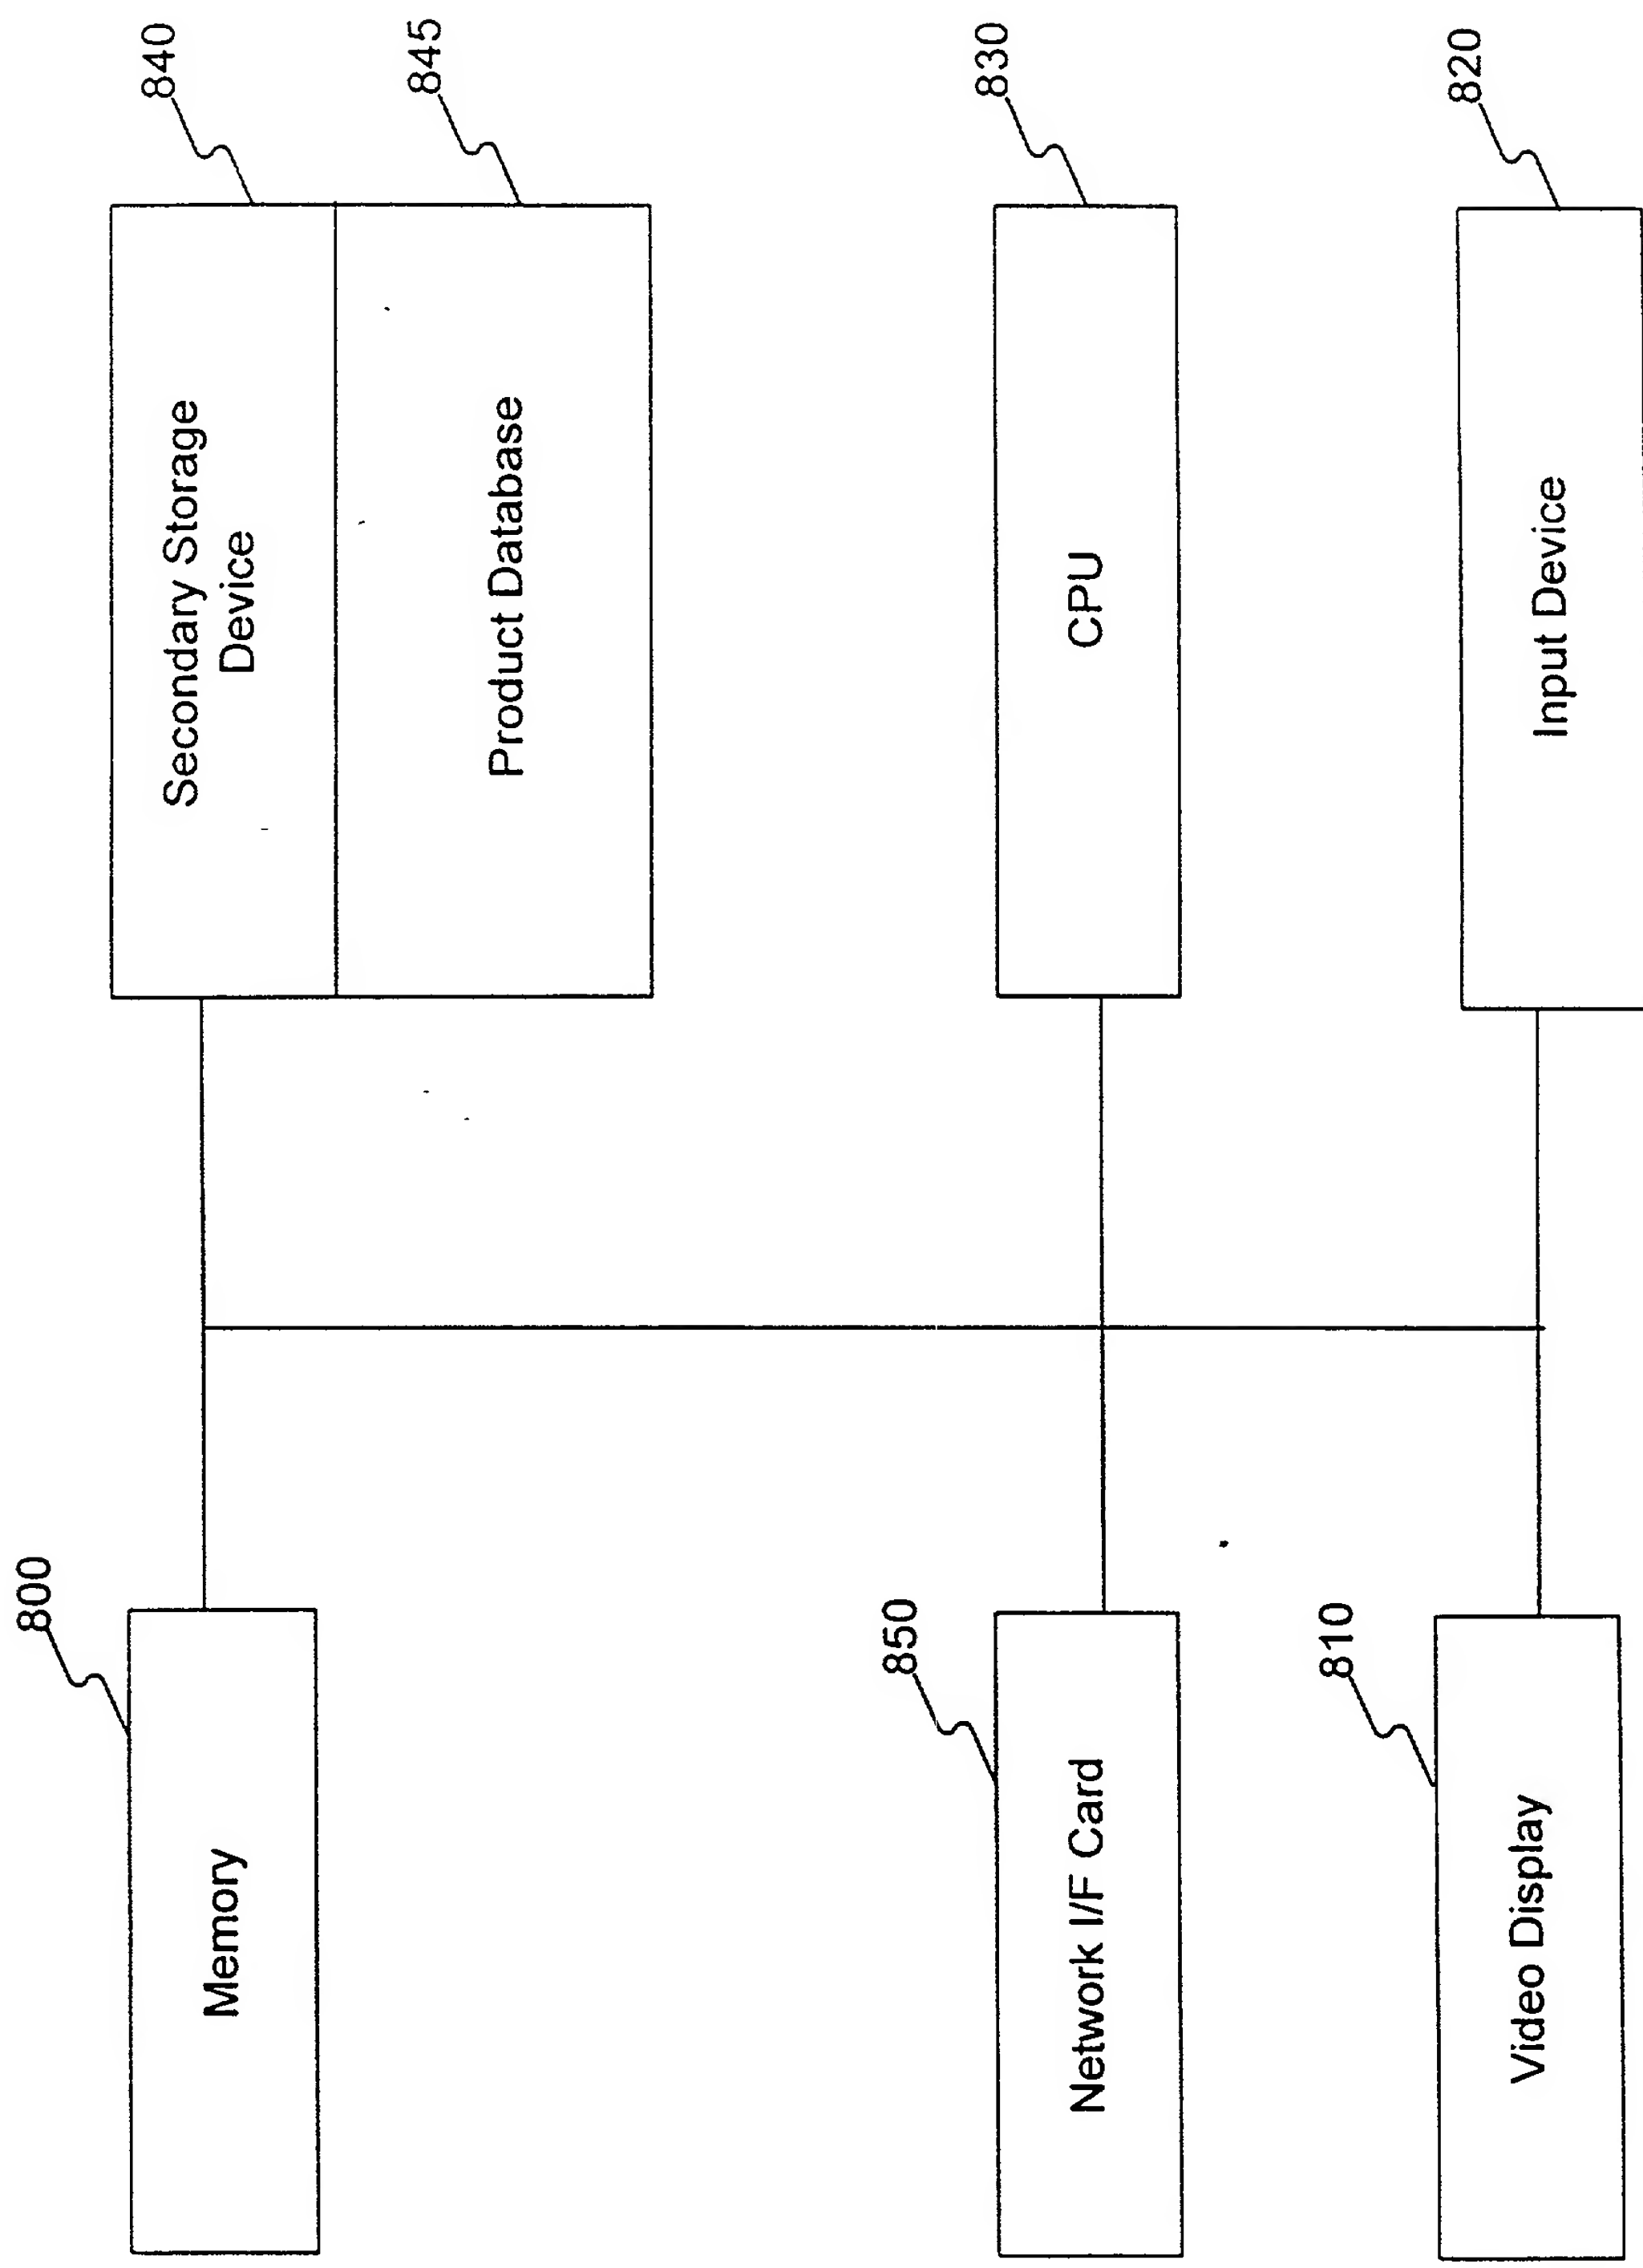 800
Memory
840
Secondary Storage
Device
845
Product Database
850
Network I/F Card
830
CPU
810
Video Display
820
Input Device